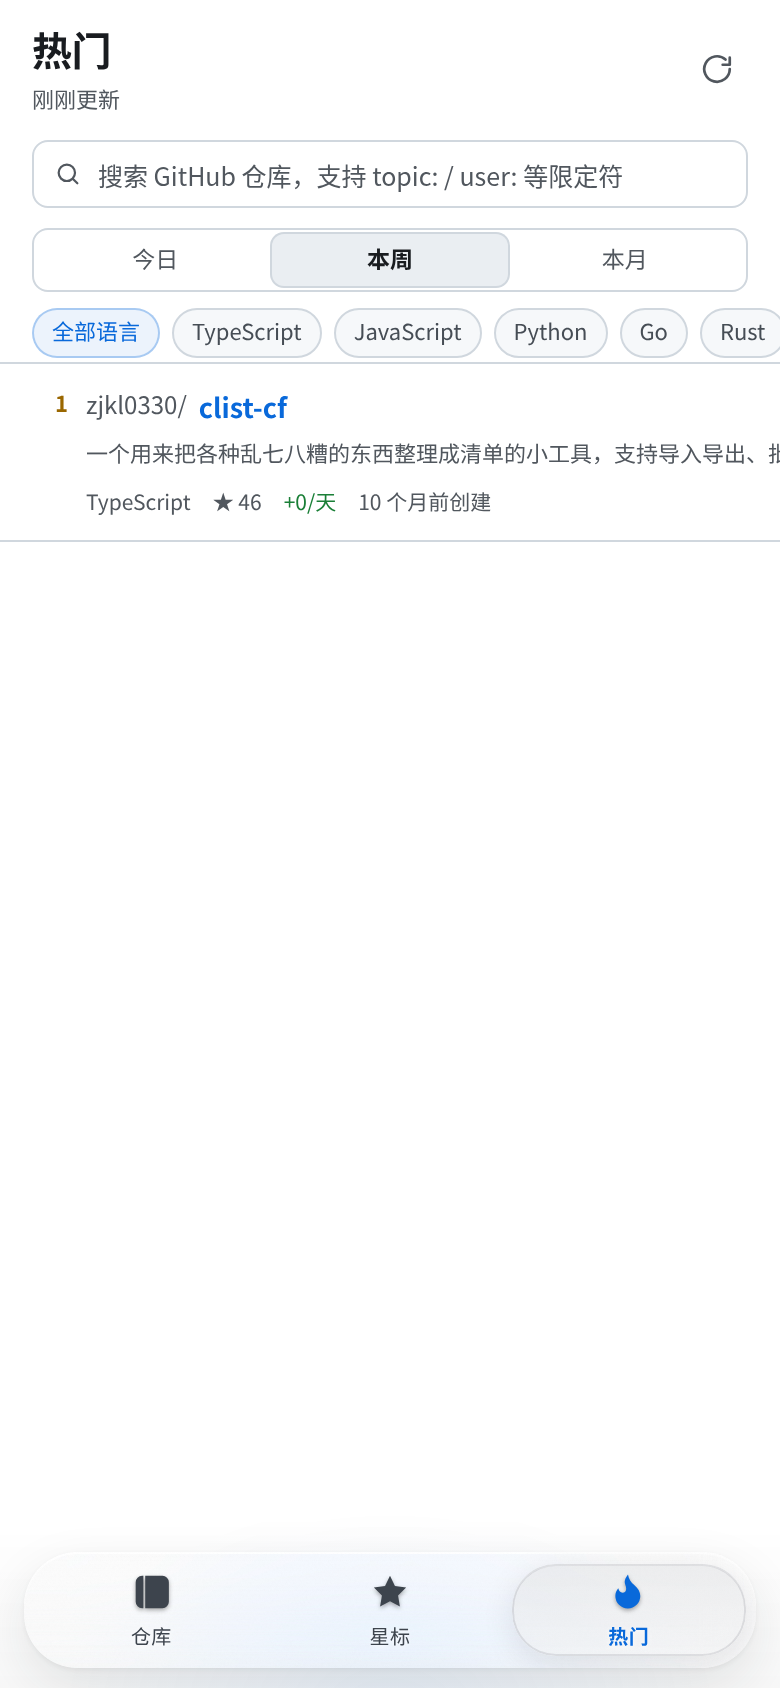 热门
刚刚更新
搜索 GitHub 仓库，支持 topic: / user: 等限定符
今日 本周 本月
全部语言 TypeScript JavaScript Python Go Rust
1 zjkl0330/ clist-cf
一个用来把各种乱七八糟的东西整理成清单的小工具，支持导入导出、
TypeScript ★ 46 +0/天 10 个月前创建
仓库 星标 热门